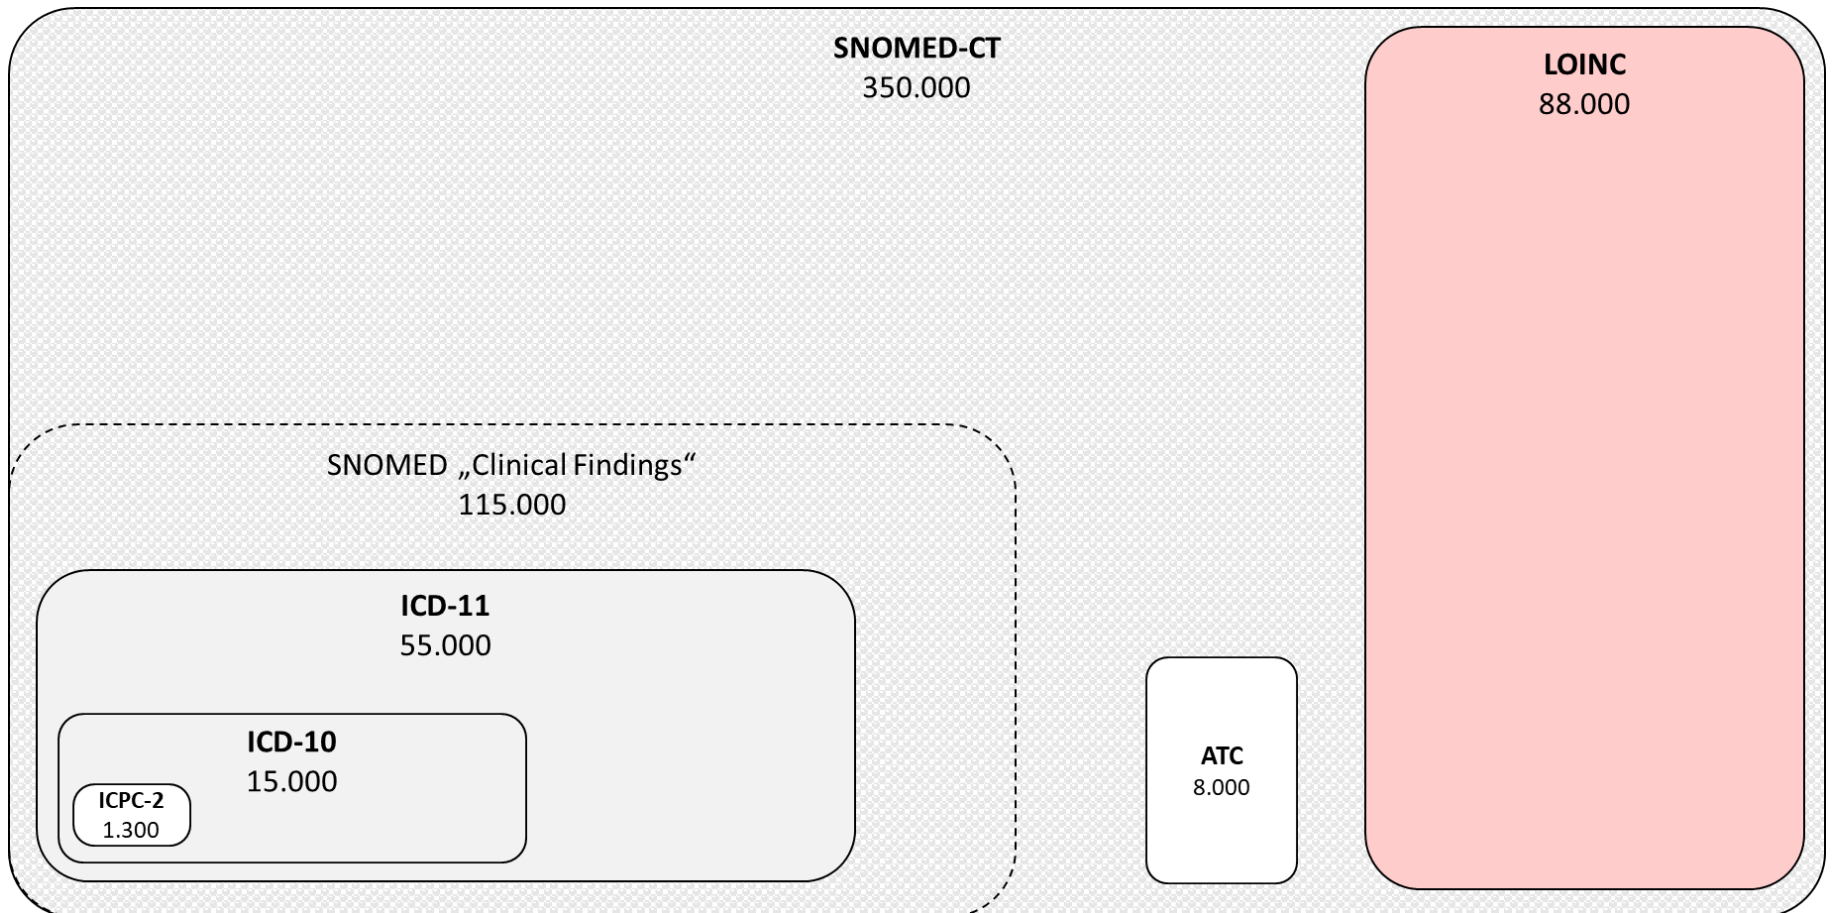 SNOMED-CT
350.000
LOINC
88.000
SNOMED „Clinical Findings“
115.000
ICD-11
55.000
ICD-10
15.000
ICPC-2
1.300
ATC
8.000